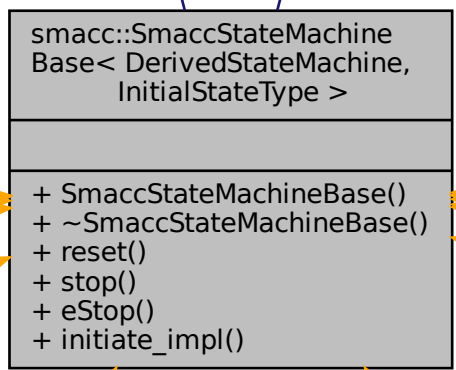 smacc::SmaccStateMachine
Base< DerivedStateMachine,
InitialStateType >
+ SmaccStateMachineBase()
+ ~SmaccStateMachineBase()
+ reset()
+ stop()
+ eStop()
+ initiate_impl()